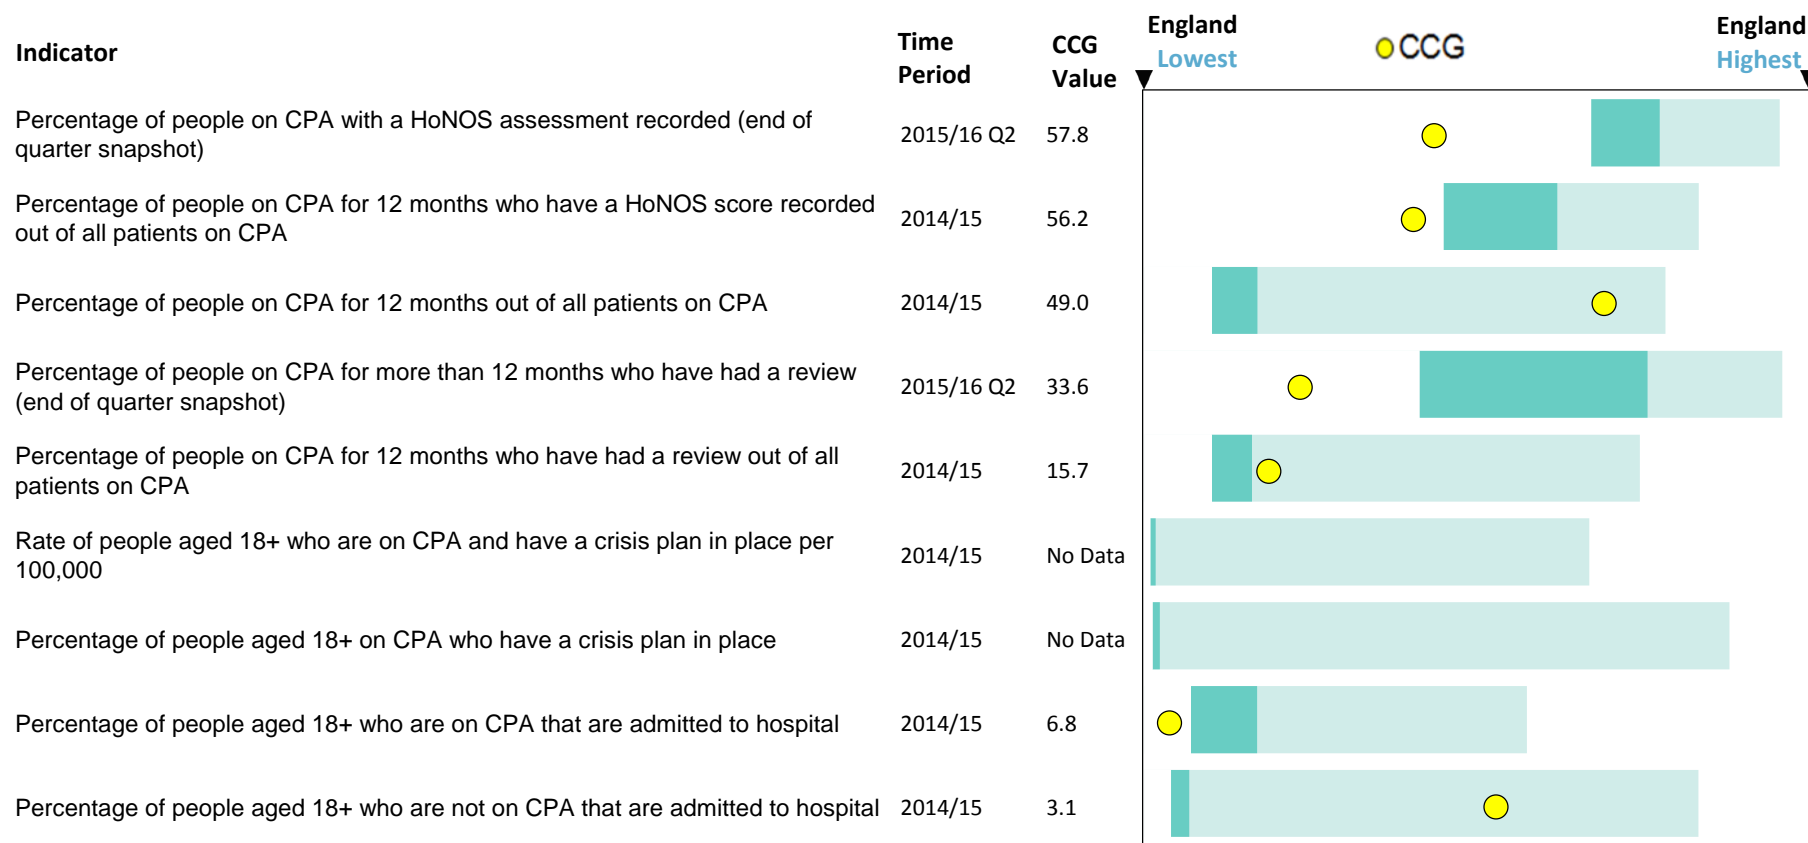 Indicator
Time
Period
CCG
Value
England
Lowest
CCG
England
Highest
Percentage of people on CPA with a HoNOS assessment recorded (end of
quarter snapshot)
2015/16 Q2
57.8
Percentage of people on CPA for 12 months who have a HoNOS score recorded
out of all patients on CPA
2014/15
56.2
Percentage of people on CPA for 12 months out of all patients on CPA
2014/15
49.0
Percentage of people on CPA for more than 12 months who have had a review
(end of quarter snapshot)
2015/16 Q2
33.6
Percentage of people on CPA for 12 months who have had a review out of all
patients on CPA
2014/15
15.7
Rate of people aged 18+ who are on CPA and have a crisis plan in place per
100,000
2014/15
No Data
Percentage of people aged 18+ on CPA who have a crisis plan in place
2014/15
No Data
Percentage of people aged 18+ who are on CPA that are admitted to hospital
2014/15
6.8
Percentage of people aged 18+ who are not on CPA that are admitted to hospital
2014/15
3.1